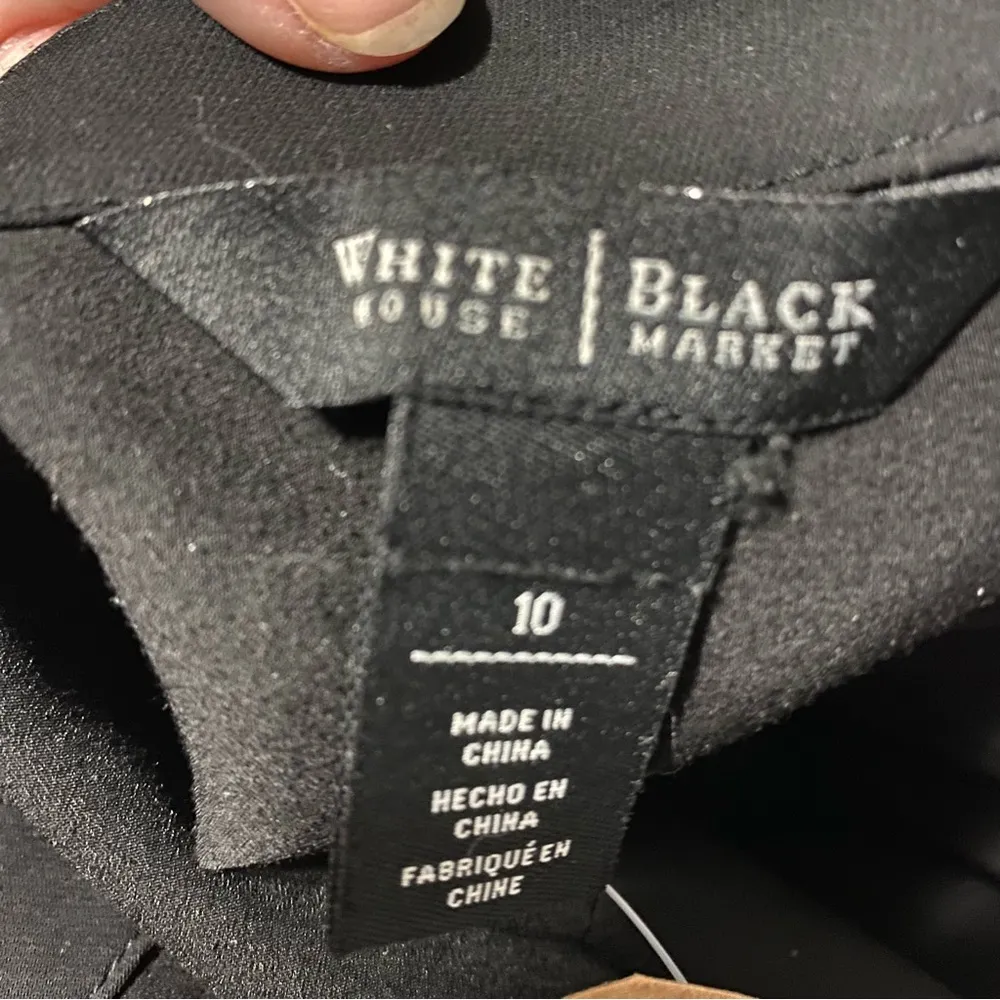 WHITE HOUSE | BLACK MARKET
10
MADE IN
CHINA
HECHO EN
CHINA
FABRIQUÉ EN
CHINE